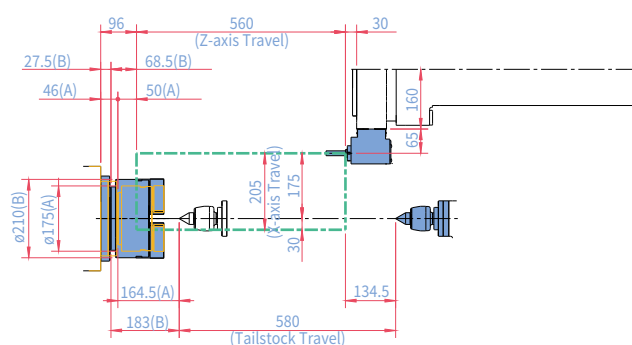 96
560
30
(Z-axis Travel)
27.5(B)
68.5(B)
46(A)
50(A)
160
65
205
(X-axis Travel)
175
30
ø210(B)
ø175(A)
164.5(A)
134.5
183(B)
580
(Tailstock Travel)